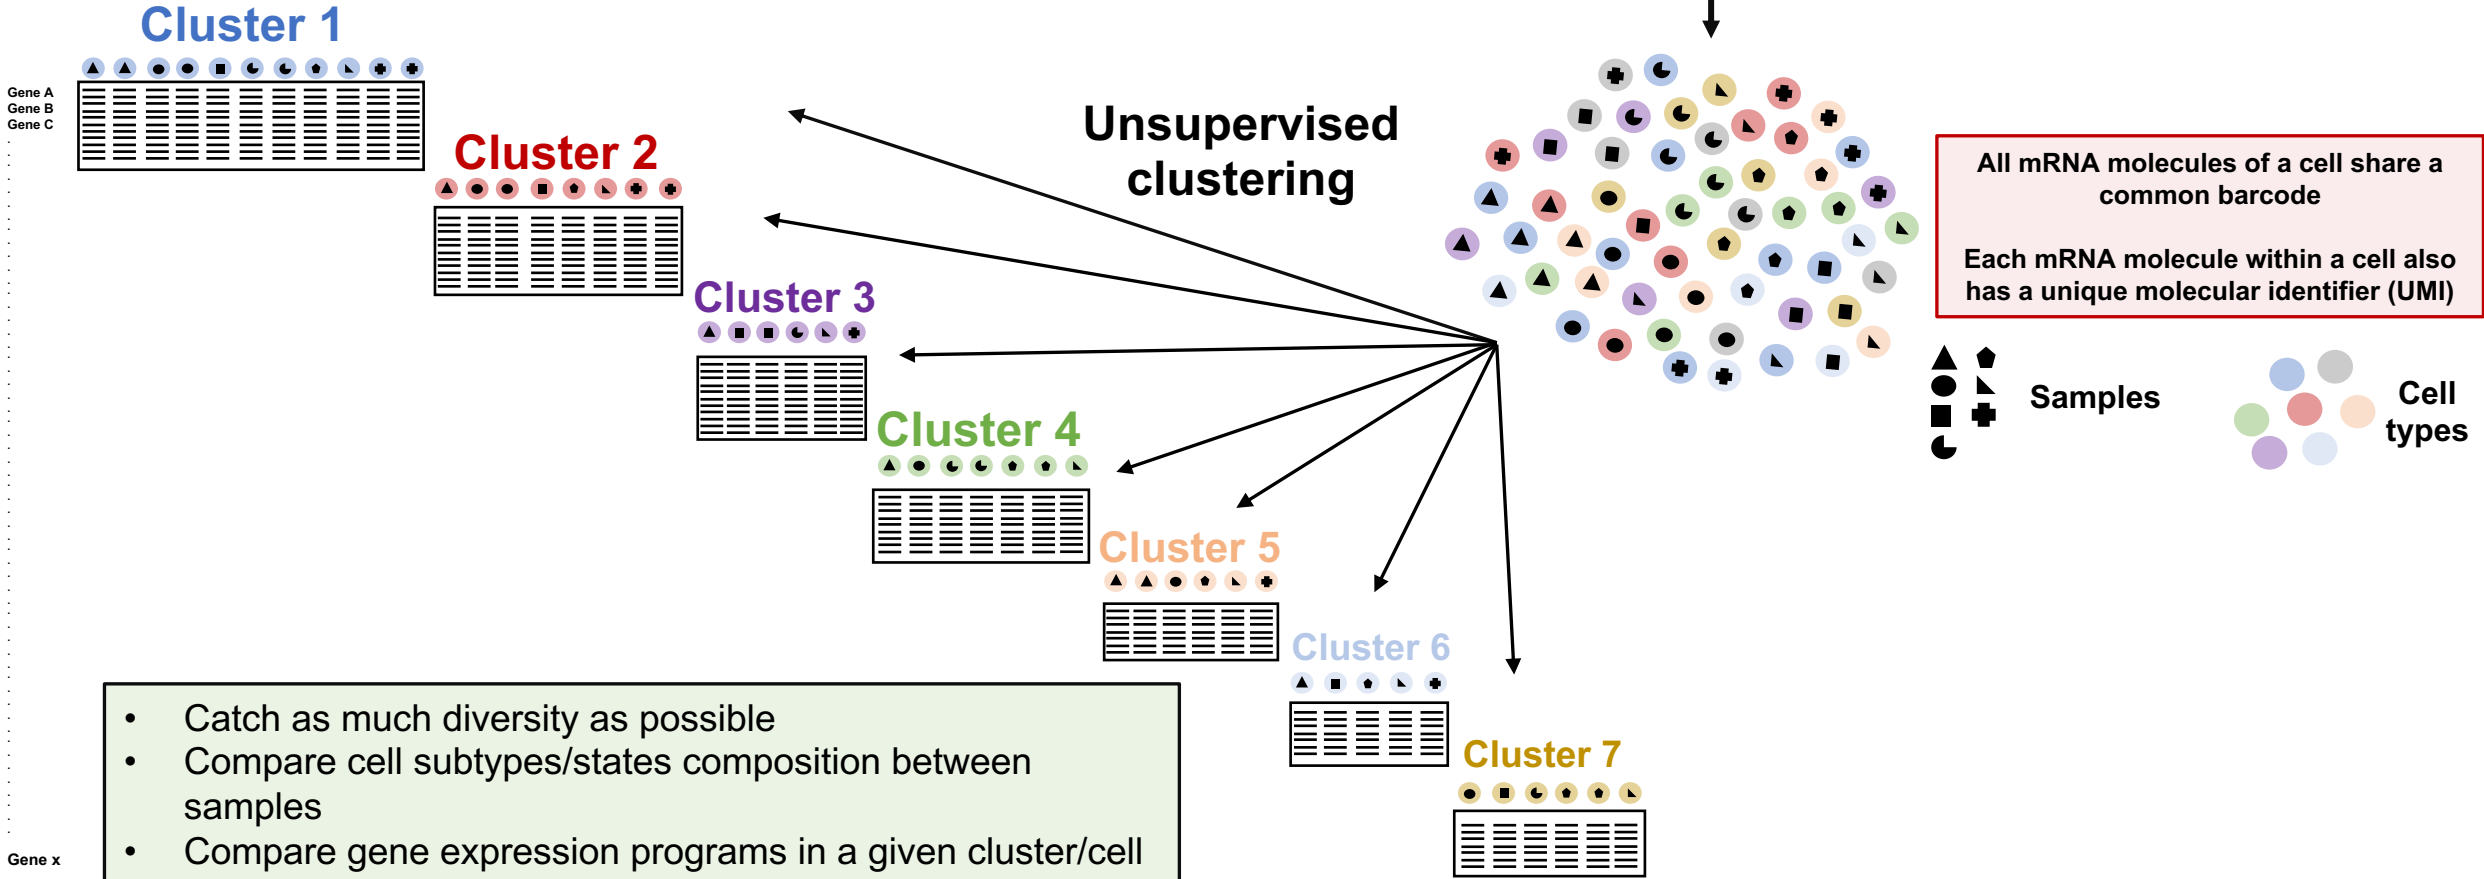 Cluster 1
Gene A
Gene B
Gene C
Cluster 2
Cluster 3
Cluster 4
Cluster 5
Cluster 6
Cluster 7
Gene x
Unsupervised
clustering
All mRNA molecules of a cell share a
common barcode
Each mRNA molecule within a cell also
has a unique molecular identifier (UMI)
Samples
Cell
types
• Catch as much diversity as possible
• Compare cell subtypes/states composition between
samples
• Compare gene expression programs in a given cluster/cell